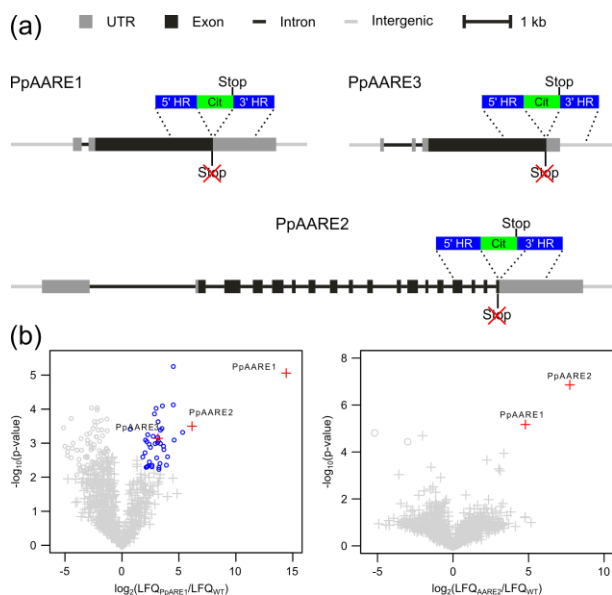 (a)
UTR Exon Intron Intergenic 1 kb
PpAARE1
Stop
5' HR Cit 3' HR
Stop
PpAARE3
Stop
5' HR Cit 3' HR
Stop
PpAARE2
Stop
5' HR Cit 3' HR
Stop
(b)
-log10(p-value)
5
4
3
2
1
0
PpAARE1
PpAARE2
PpAARE3
-5 0 5 10 15
log2(LFQPpAARE1/LFQWT)
-log10(p-value)
8
6
4
2
0
PpAARE2
PpAARE1
-5 0 5 10
log2(LFQAARE2/LFQWT)